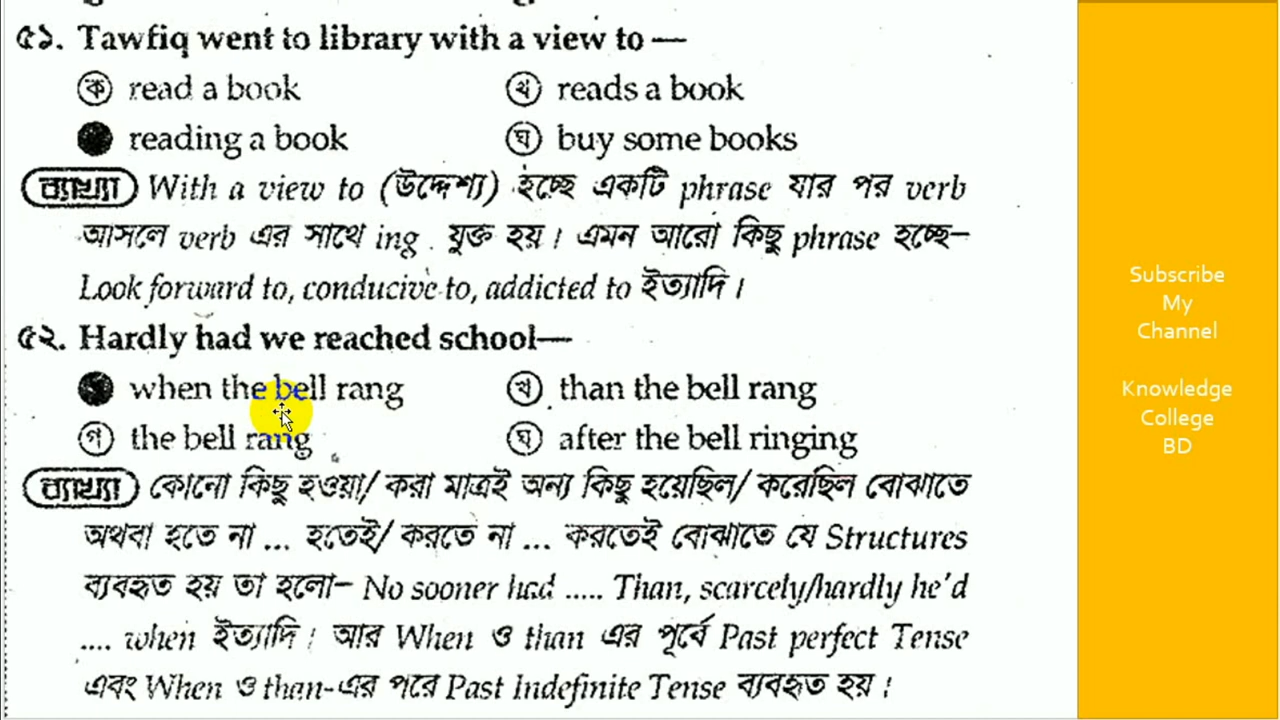 ৫১. Tawfiq went to library with a view to —
ক read a book
খ reads a book
reading a book
ঘ buy some books
ব্যাখ্যা With a view to (উদ্দেশ্য) হচ্ছে একটি phrase যার পর verb
আসলে verb এর সাথে ing যুক্ত হয়। এমন আরো কিছু phrase হচ্ছে–
Look forward to, conducive to, addicted to ইত্যাদি।
৫২. Hardly had we reached school—
when the bell rang
খ than the bell rang
গ the bell rang
ঘ after the bell ringing
ব্যাখ্যা কোনো কিছু হওয়া/ করা মাত্রই অন্য কিছু হয়েছিল/ করেছিল বোঝাতে
অথবা হতে না ... হতেই/ করতে না ... করতেই বোঝাতে যে Structures
ব্যবহৃত হয় তা হলো– No sooner had ..... Than, scarcely/hardly he'd
.... when ইত্যাদি। আর When ও than এর পূর্বে Past perfect Tense
এবং When ও than-এর পরে Past Indefinite Tense ব্যবহৃত হয়।
Subscribe
My
Channel
Knowledge
College
BD